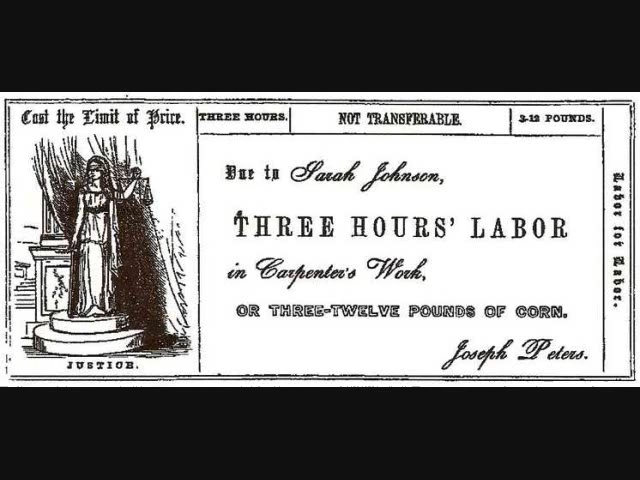 Cost the Limit of Price.
THREE HOURS.
NOT TRANSFERABLE.
3-12 POUNDS.
Due to Sarah Johnson,
THREE HOURS' LABOR
in Carpenter's Work,
OR THREE-TWELVE POUNDS OF CORN.
Joseph Peters.
JUSTICE.
Labor for Labor.